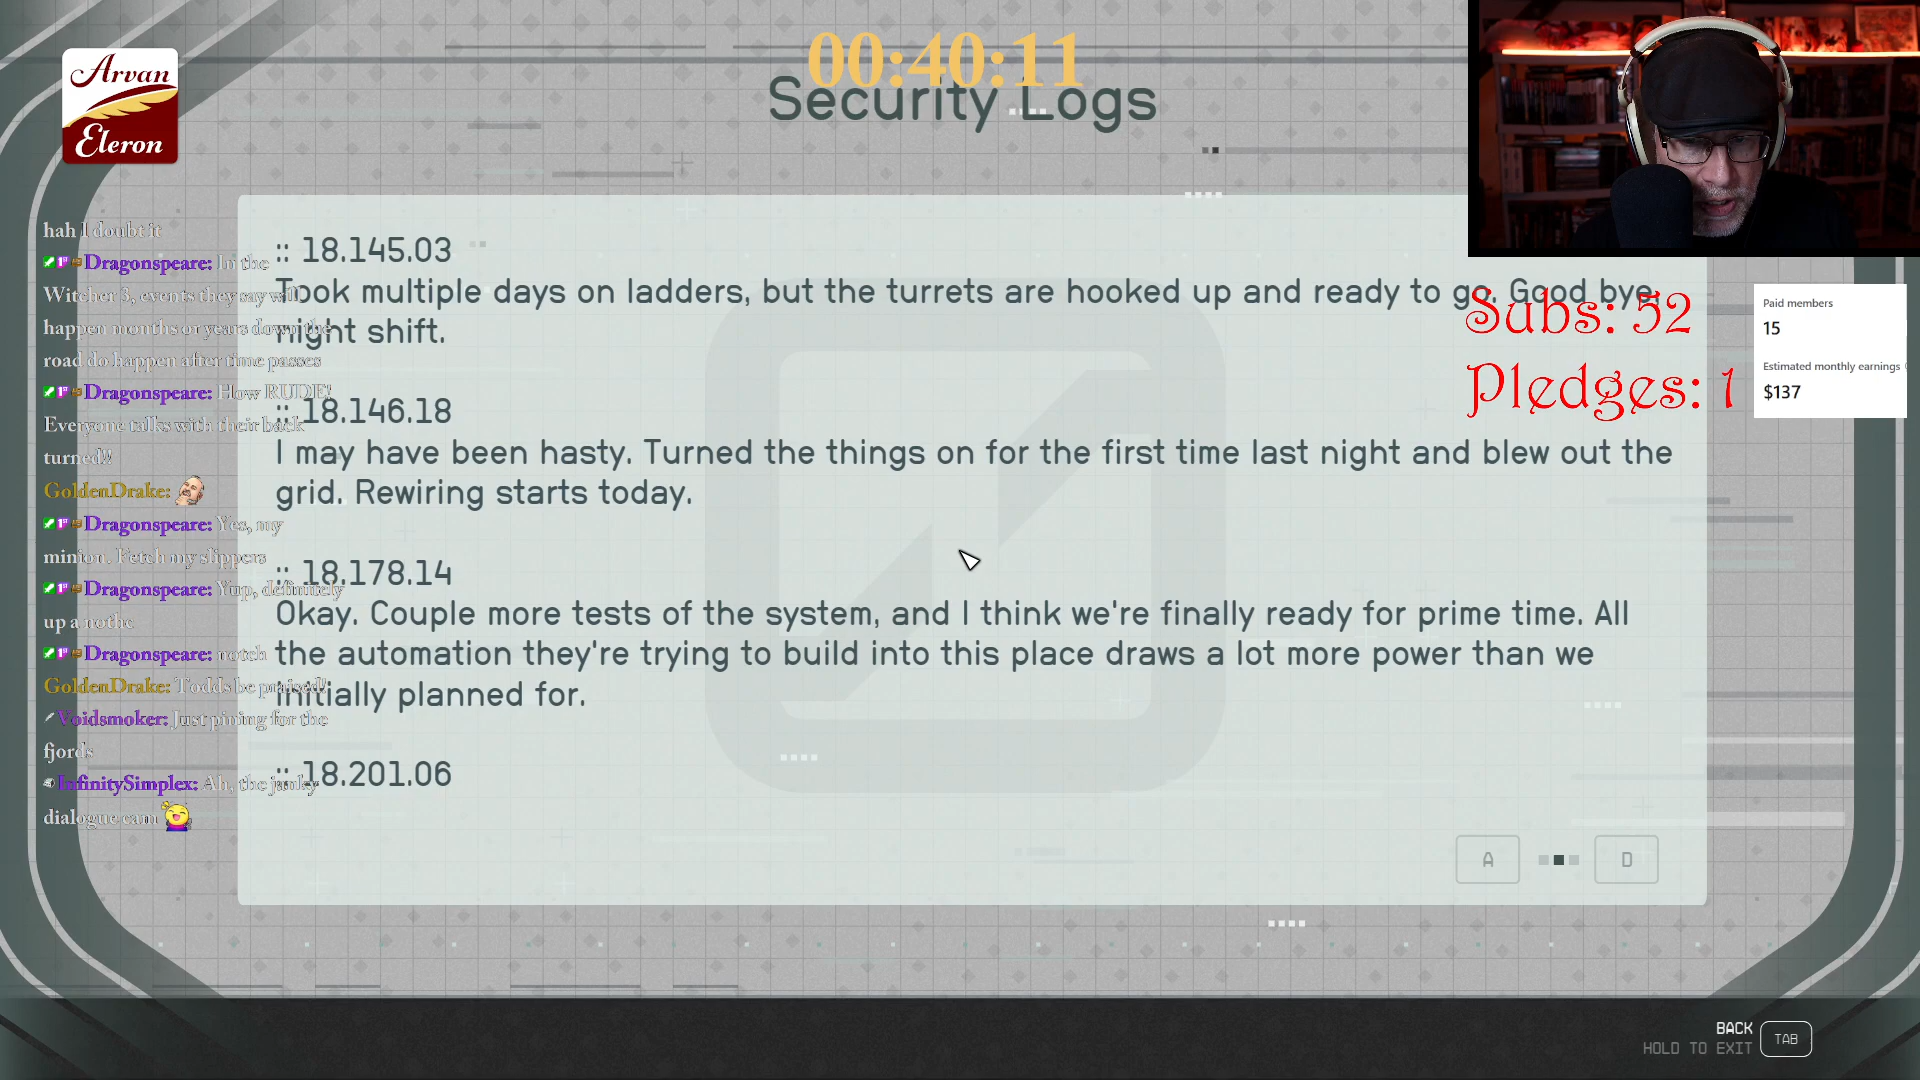 00:40:11
Security Logs
Arvan
Eleron
hah I doubt it
Dragonspeare: In the
Witcher 3, events they say will
happen months or years down the
road do happen after time passes
Dragonspeare: How RUDE!
Everyone talks with their back
turned!!
GoldenDrake:
Dragonspeare: Yes, my
minion. Fetch my slippers
Dragonspeare: Yup, definitely
up a nothc
Dragonspeare: notch
GoldenDrake: Todds be praised!
Voidsmoker: Just pining for the
fjords
InfinitySimplex: Ah, the janky
dialogue cam
:: 18.145.03
Took multiple days on ladders, but the turrets are hooked up and ready to go. Good bye,
night shift.
:: 18.146.18
I may have been hasty. Turned the things on for the first time last night and blew out the
grid. Rewiring starts today.
:: 18.178.14
Okay. Couple more tests of the system, and I think we're finally ready for prime time. All
the automation they're trying to build into this place draws a lot more power than we
initially planned for.
:: 18.201.06
Subs: 52
Pledges: 1
Paid members
15
Estimated monthly earnings
$137
A
D
BACK
HOLD TO EXIT
TAB